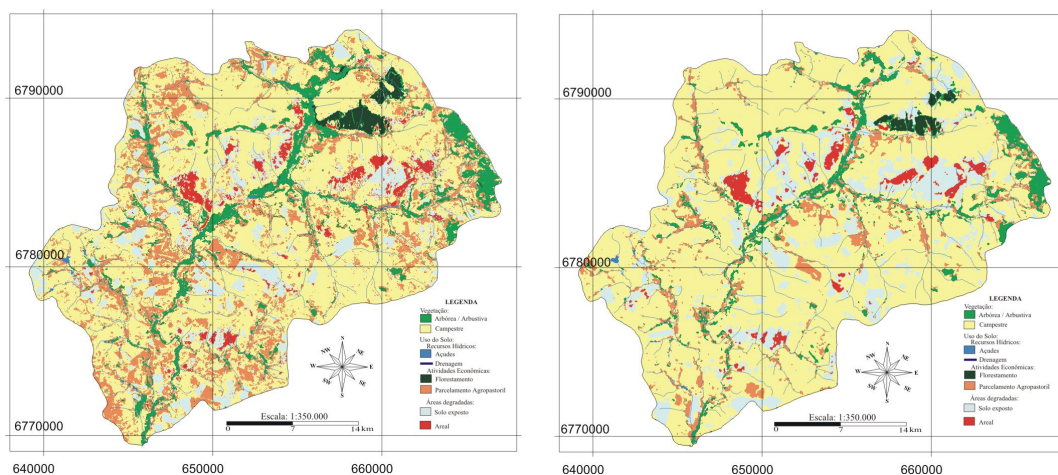 6790000
6780000
6770000
640000
650000
660000
LEGENDA
Vegetação:
Arbórea / Arbustiva
Campestre
Uso do Solo:
Recursos Hídricos:
Açudes
Drenagem
Atividades Econômicas:
Florestamento
Parcelamento Agropastoril
Áreas degradadas:
Solo exposto
Areal
N
NW
NE
W
E
SW
SE
S
Escala: 1:350.000
0
7
14 km
6790000
6780000
6770000
640000
650000
660000
LEGENDA
Vegetação:
Arbórea / Arbustiva
Campestre
Uso do Solo:
Recursos Hídricos:
Açudes
Drenagem
Atividades Econômicas:
Florestamento
Parcelamento Agropastoril
Áreas degradadas:
Solo exposto
Areal
N
NW
NE
W
E
SW
SE
S
Escala: 1:350.000
0
7
14 km